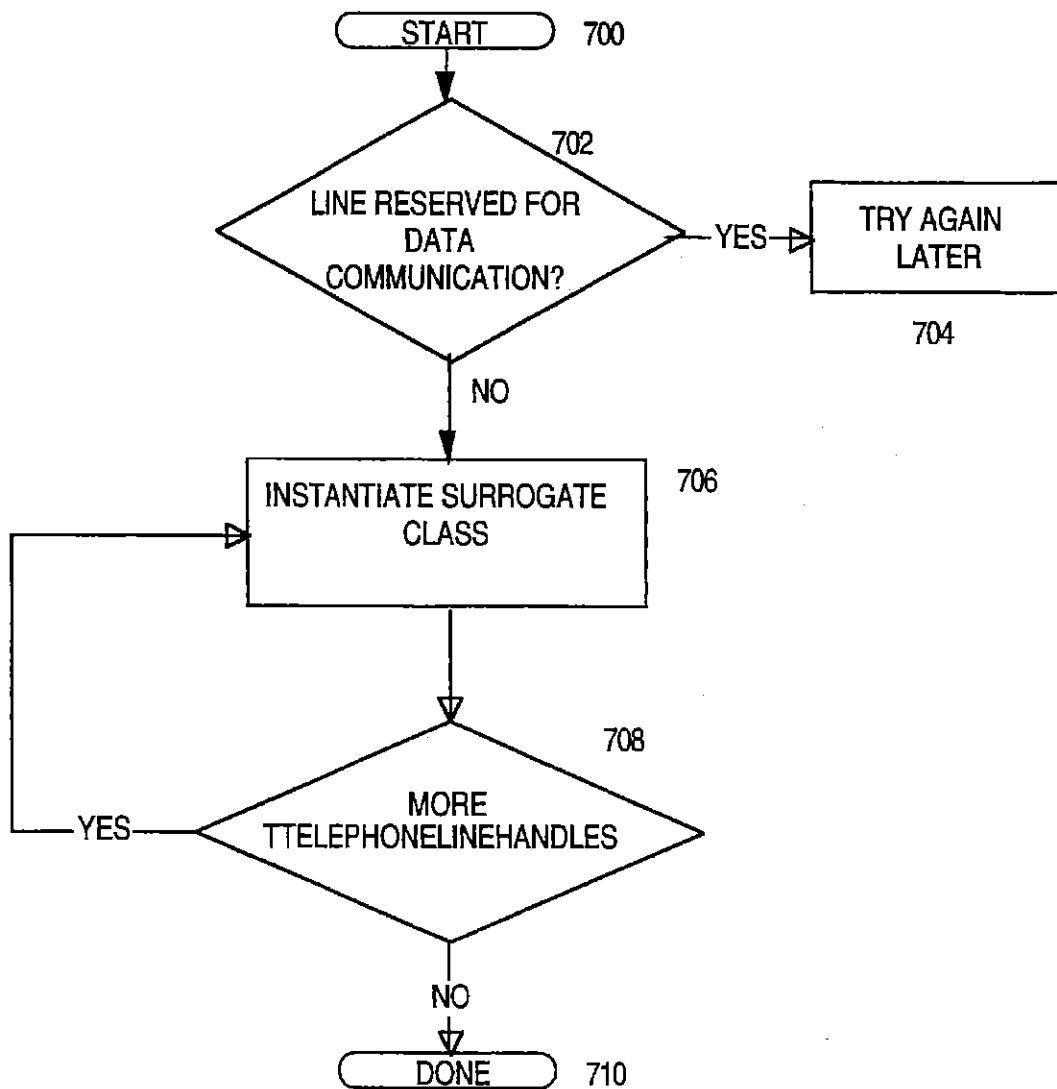 START 700
702
LINE RESERVED FOR
DATA
COMMUNICATION?
YES
TRY AGAIN
LATER
704
NO
INSTANTIATE SURROGATE
CLASS
706
708
MORE
TTELEPHONELINEHANDLES
YES
NO
DONE 710